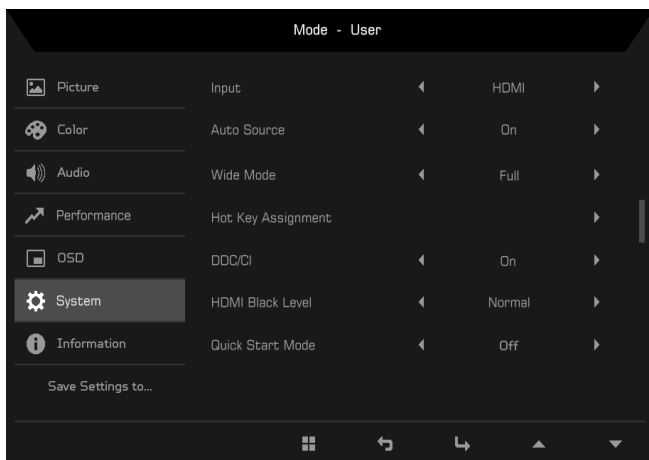 Mode - User
Picture
Input HDMI
Color
Auto Source On
Audio
Wide Mode Full
Performance
Hot Key Assignment
OSD
DDC/CI On
System
HDMI Black Level Normal
Information
Quick Start Mode Off
Save Settings to...